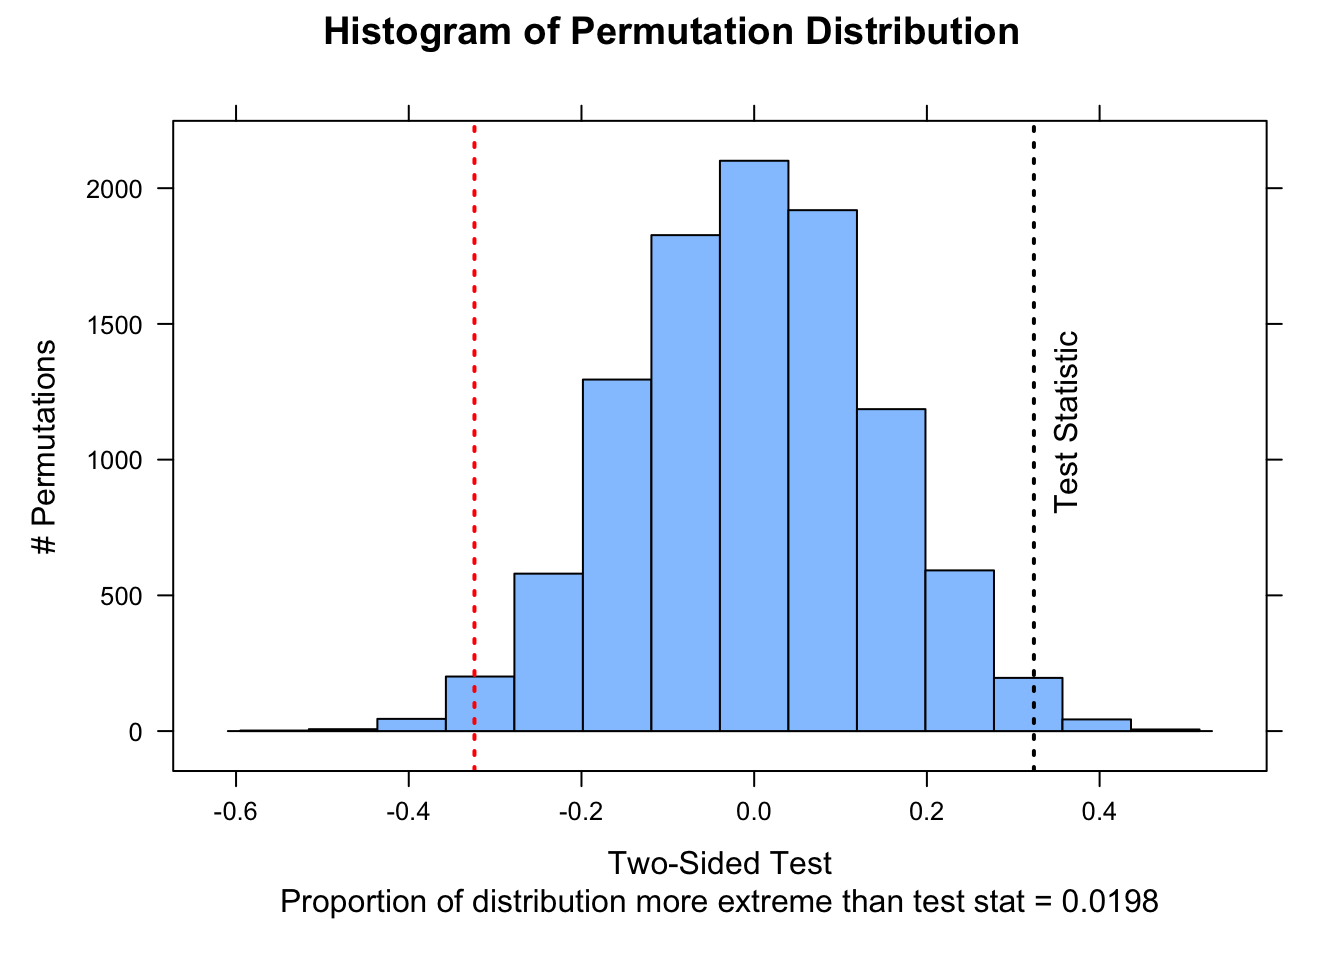 Histogram of Permutation Distribution
2000
1500
1000
500
0
# Permutations
Test Statistic
-0.6
-0.4
-0.2
0.0
0.2
0.4
Two-Sided Test
Proportion of distribution more extreme than test stat = 0.0198